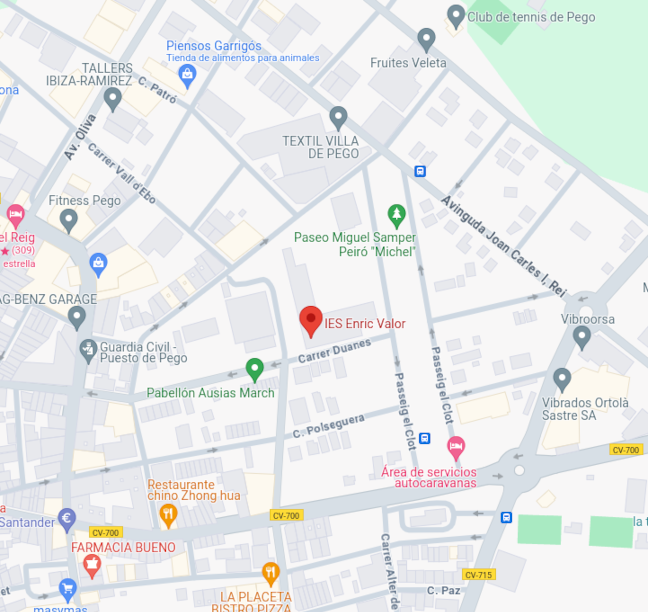 Club de tennis de Pego
Piensos Garrigós
Tienda de alimentos para animales
Fruites Veleta
TALLERS
IBIZA-RAMIREZ
C. Patró
ona
Av. Oliva
TEXTIL VILLA
DE PEGO
Carrer Vall d'Ebo
Fitness Pego
Avinguda Joan Carles I, Rei
el Reig
(309)
estrella
Paseo Miguel Samper
Peiró "Michel"
AG-BENZ GARAGE
IES Enric Valor
Vibroorsa
Guardia Civil -
Puesto de Pego
Carrer Duanes
Passeig el Clot
Passeig el Clot
Pabellón Ausias March
Vibrados Ortolà
Sastre SA
C. Polseguera
CV-700
Área de servicios
autocaravanas
Restaurante
chino Zhong hua
Santander
CV-700
CV-700
la t
FARMACIA BUENO
Carrer Alter de
CV-715
C. Paz
LA PLACETA
BISTRO PIZZA
masymas